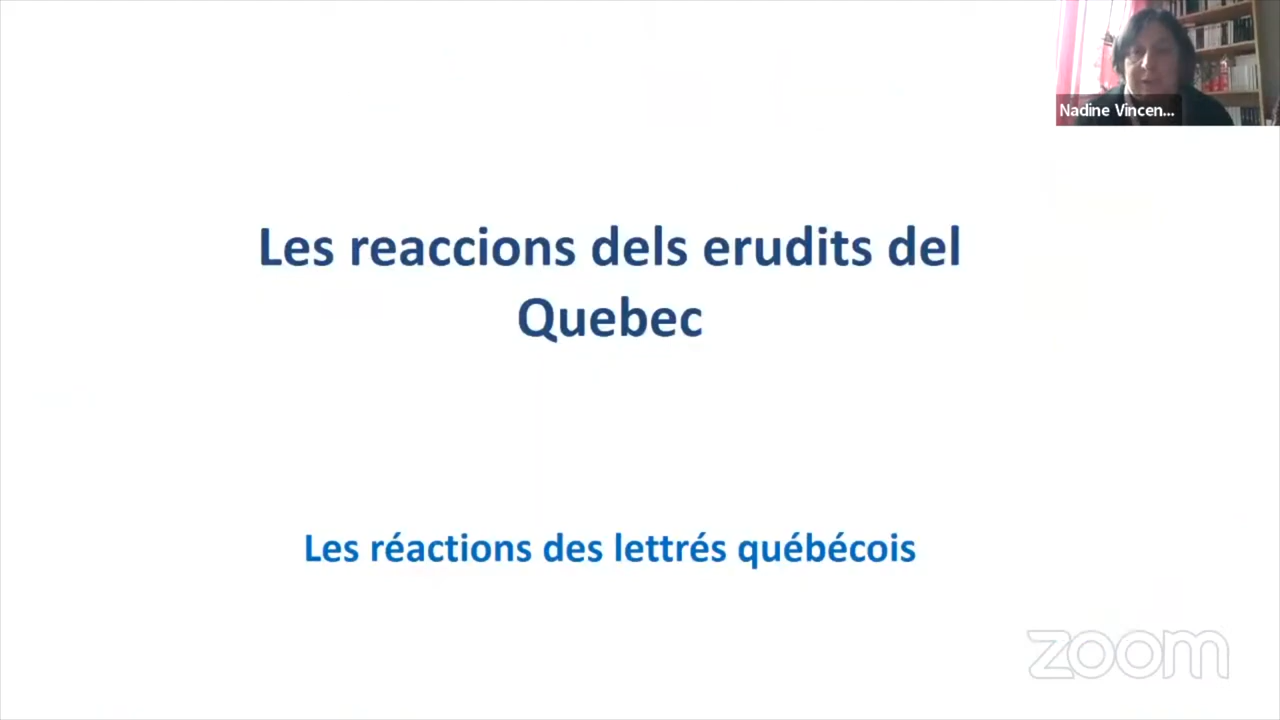 Nadine Vincen...
Les reaccions dels erudits del
Quebec
Les réactions des lettrés québécois
zoom